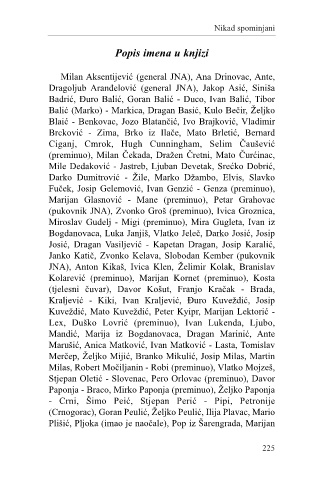 Nikad spominjani
Popis imena u knjizi
Milan Aksentijević (general JNA), Ana Drinovac, Ante,
Dragoljub Aranđelović (general JNA), Jakop Asić, Siniša
Badrić, Đuro Balić, Goran Balić - Duco, Ivan Balić, Tibor
Balić (Marko) - Markica, Dragan Basić, Kulo Bečir, Željko
Blaić - Benkovac, Jozo Blatančić, Ivo Brajković, Vladimir
Brcković - Zima, Brko iz Ilače, Mato Brletić, Bernard
Ciganj, Cmrok, Hugh Cunningham, Selim Čaušević
(preminuo), Milan Čekada, Dražen Čretni, Mato Čurćinac,
Mile Dedaković - Jastreb, Ljuban Devetak, Srećko Dobrić,
Darko Dumitrović - Žile, Marko Džambo, Elvis, Slavko
Fuček, Josip Gelemović, Ivan Genzić - Genza (preminuo),
Marijan Glasnović - Mane (preminuo), Petar Grahovac
(pukovnik JNA), Zvonko Groš (preminuo), Ivica Groznica,
Miroslav Gudelj - Migi (preminuo), Mira Gugleta, Ivan iz
Bogdanovaca, Luka Janjiš, Vlatko Jeleč, Darko Josić, Josip
Josić, Dragan Vasiljević - Kapetan Dragan, Josip Karalić,
Janko Katič, Zvonko Kelava, Slobodan Kember (pukovnik
JNA), Anton Kikaš, Ivica Klen, Želimir Kolak, Branislav
Kolarević (preminuo), Marijan Kornet (preminuo), Kosta
(tjelesni čuvar), Davor Košut, Franjo Kračak - Brada,
Kraljević - Kiki, Ivan Kraljević, Đuro Kuveždić, Josip
Kuveždić, Mato Kuveždić, Peter Kyipr, Marijan Lektorić -
Lex, Duško Lovrić (preminuo), Ivan Lukenda, Ljubo,
Mandić, Marija iz Bogdanovaca, Dragan Marinić, Ante
Marušić, Anica Matković, Ivan Matković - Lasta, Tomislav
Merčep, Željko Mijić, Branko Mikulić, Josip Milas, Martin
Milas, Robert Močiljanin - Robi (preminuo), Vlatko Mojzeš,
Stjepan Oletić - Slovenac, Pero Orlovac (preminuo), Davor
Paponja - Braco, Mirko Paponja (preminuo), Željko Paponja
- Crni, Šimo Peić, Stjepan Perić - Pipi, Petronije
(Crnogorac), Goran Peulić, Željko Peulić, Ilija Plavac, Mario
Plišić, Pljoka (imao je naočale), Pop iz Šarengrada, Marijan
225